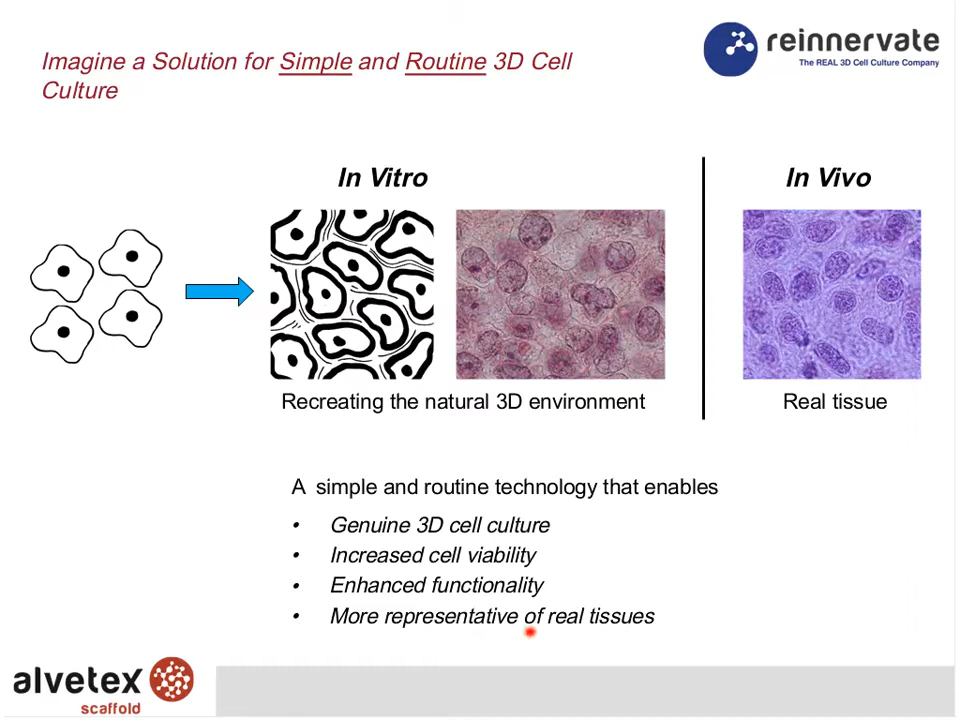 Imagine a Solution for Simple and Routine 3D Cell
Culture
reinnervate
The REAL 3D Cell Culture Company
In Vitro
In Vivo
Recreating the natural 3D environment
Real tissue
A simple and routine technology that enables
• Genuine 3D cell culture
• Increased cell viability
• Enhanced functionality
• More representative of real tissues
alvetex
scaffold